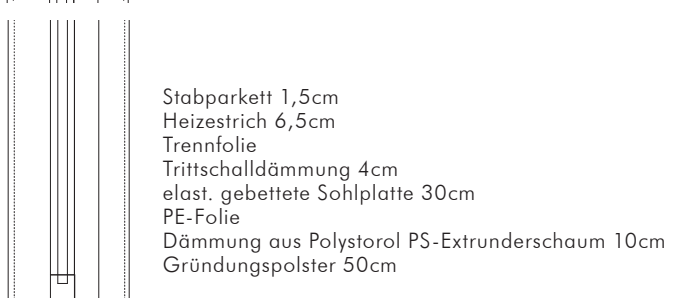 Stabparkett 1,5cm
Heizestrich 6,5cm
Trennfolie
Trittschalldämmung 4cm
elast. gebettete Sohlplatte 30cm
PE-Folie
Dämmung aus Polystorol PS-Extrunderschaum 10cm
Gründungspolster 50cm